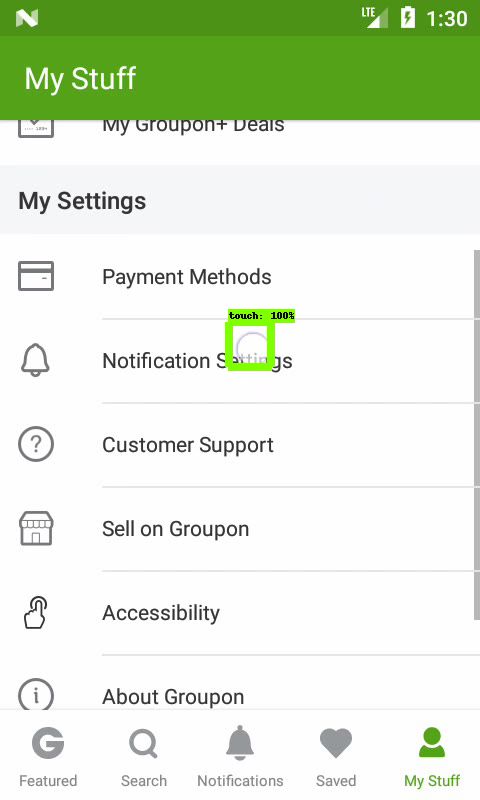 LTE 1:30
My Stuff
My Groupon+ Deals
My Settings
Payment Methods
touch: 100%
Notification Settings
Customer Support
Sell on Groupon
Accessibility
About Groupon
Featured
Search
Notifications
Saved
My Stuff